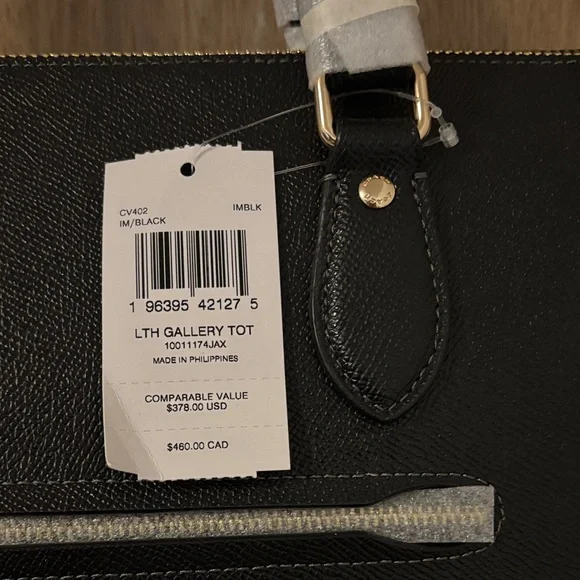 CV402 IMBLK
IM/BLACK
1 96395 42127 5
LTH GALLERY TOT
10011174JAX
MADE IN PHILIPPINES
COMPARABLE VALUE
$378.00 USD
$460.00 CAD